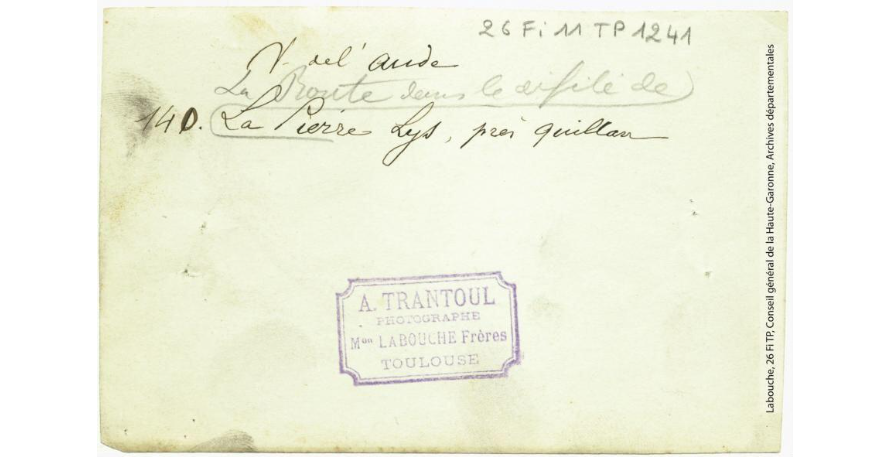 26 Fi 11 TP 1241
V. de l'aude
La Route dans le défilé de
140. La Pierre Lys, près quillan
A. TRANTOUL
PHOTOGRAPHE
Mon LABOUCHE Frères
TOULOUSE
Labouche, 26 Fi TP, Conseil général de la Haute-Garonne, Archives départementales